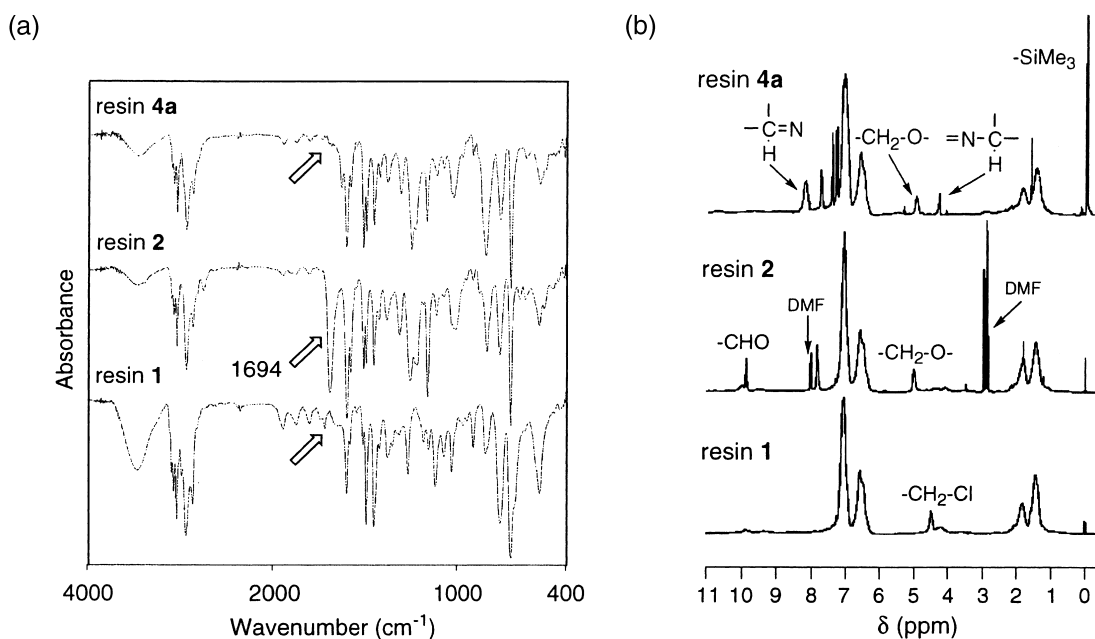 (a)
resin 4a
resin 2
1694
resin 1
Absorbance
4000
2000
1000
400
Wavenumber (cm-1)
(b)
-SiMe3
resin 4a
C=N
H
-CH2-O-
=N-C
H
resin 2
DMF
DMF
-CHO
-CH2-O-
resin 1
-CH2-Cl
11 10 9 8 7 6 5 4 3 2 1 0
δ (ppm)